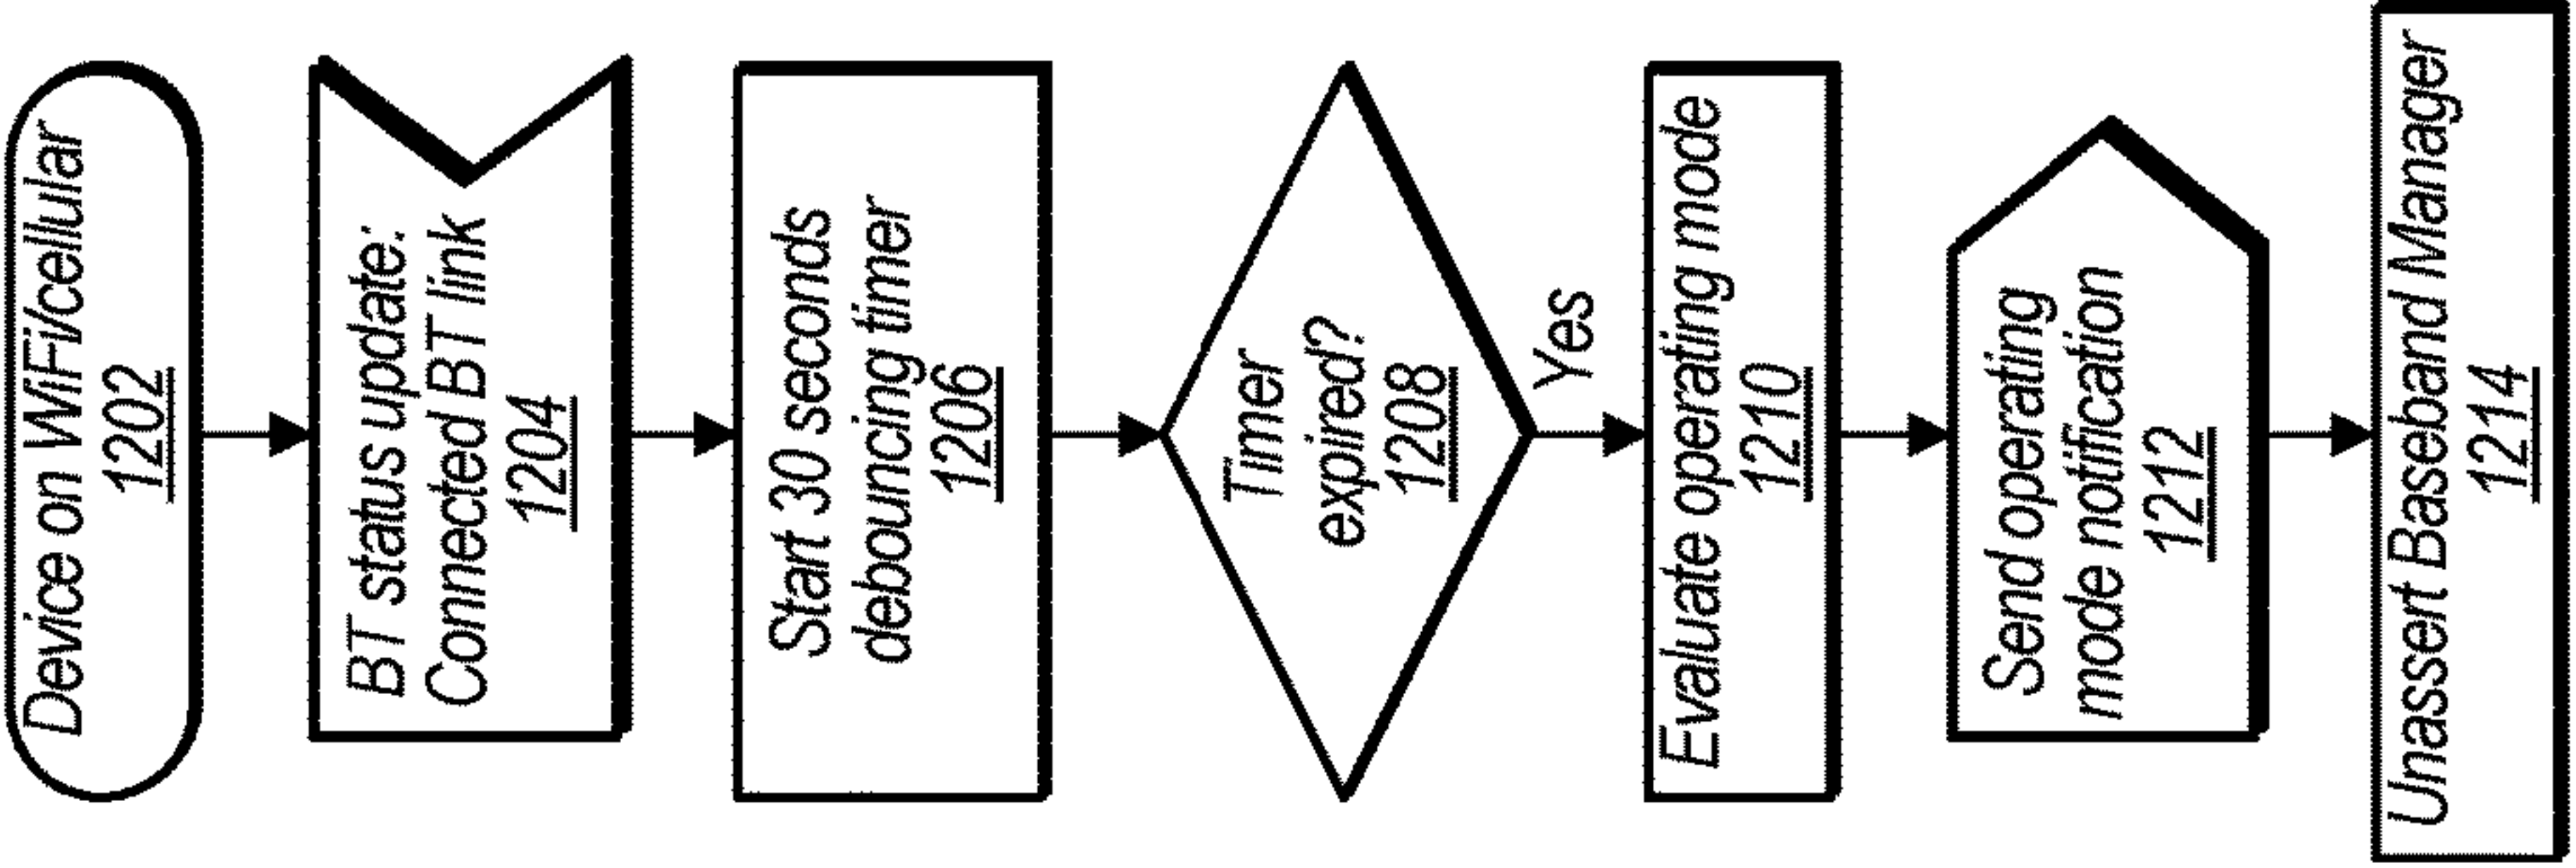 Device on WiFi/cellular
1202
BT status update:
Connected BT link
1204
Start 30 seconds
debouncing timer
1206
Timer
expired?
1208
Yes
Evaluate operating mode
1210
Send operating
mode notification
1212
Unassert Baseband Manager
1214